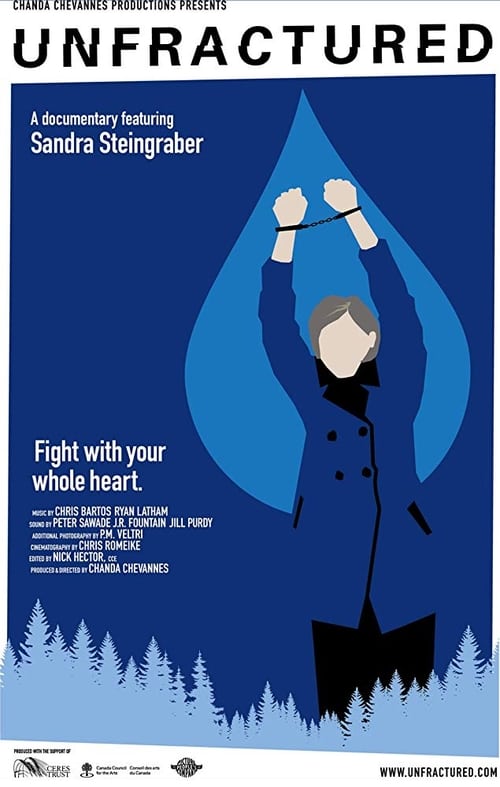 CHANDA CHEVANNES PRODUCTIONS PRESENTS
UNFRACTURED
A documentary featuring
Sandra Steingraber
Fight with your
whole heart.
MUSIC BY CHRIS BARTOS RYAN LATHAM
SOUND BY PETER SAWADE J.R. FOUNTAIN JILL PURDY
ADDITIONAL PHOTOGRAPHY BY P.M. VELTRI
CINEMATOGRAPHY BY CHRIS ROMEIKE
EDITED BY NICK HECTOR, CCE
PRODUCED & DIRECTED BY CHANDA CHEVANNES
PRODUCED WITH THE SUPPORT OF
CERES
TRUST
Canada Council
for the Arts
Conseil des arts
du Canada
WWW.UNFRACTURED.COM